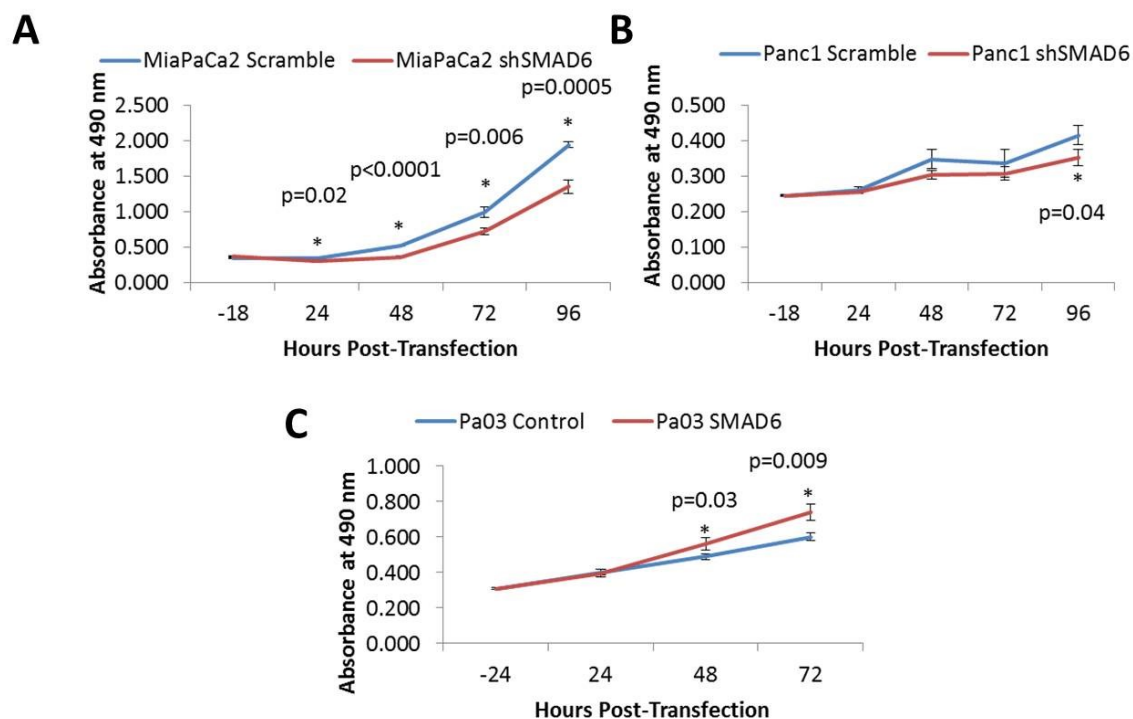 A
MiaPaCa2 Scramble MiaPaCa2 shSMAD6
p=0.0005
p=0.006
p<0.0001
p=0.02
* * * *
Absorbance at 490 nm
2.500
2.000
1.500
1.000
0.500
0.000
-18 24 48 72 96
Hours Post-Transfection
B
Panc1 Scramble Panc1 shSMAD6
Absorbance at 490 nm
0.500
0.400
0.300
0.200
0.100
0.000
*
p=0.04
-18 24 48 72 96
Hours Post-Transfection
C
Pa03 Control Pa03 SMAD6
p=0.009
p=0.03
* *
Absorbance at 490 nm
1.000
0.800
0.600
0.400
0.200
0.000
-24 24 48 72
Hours Post-Transfection